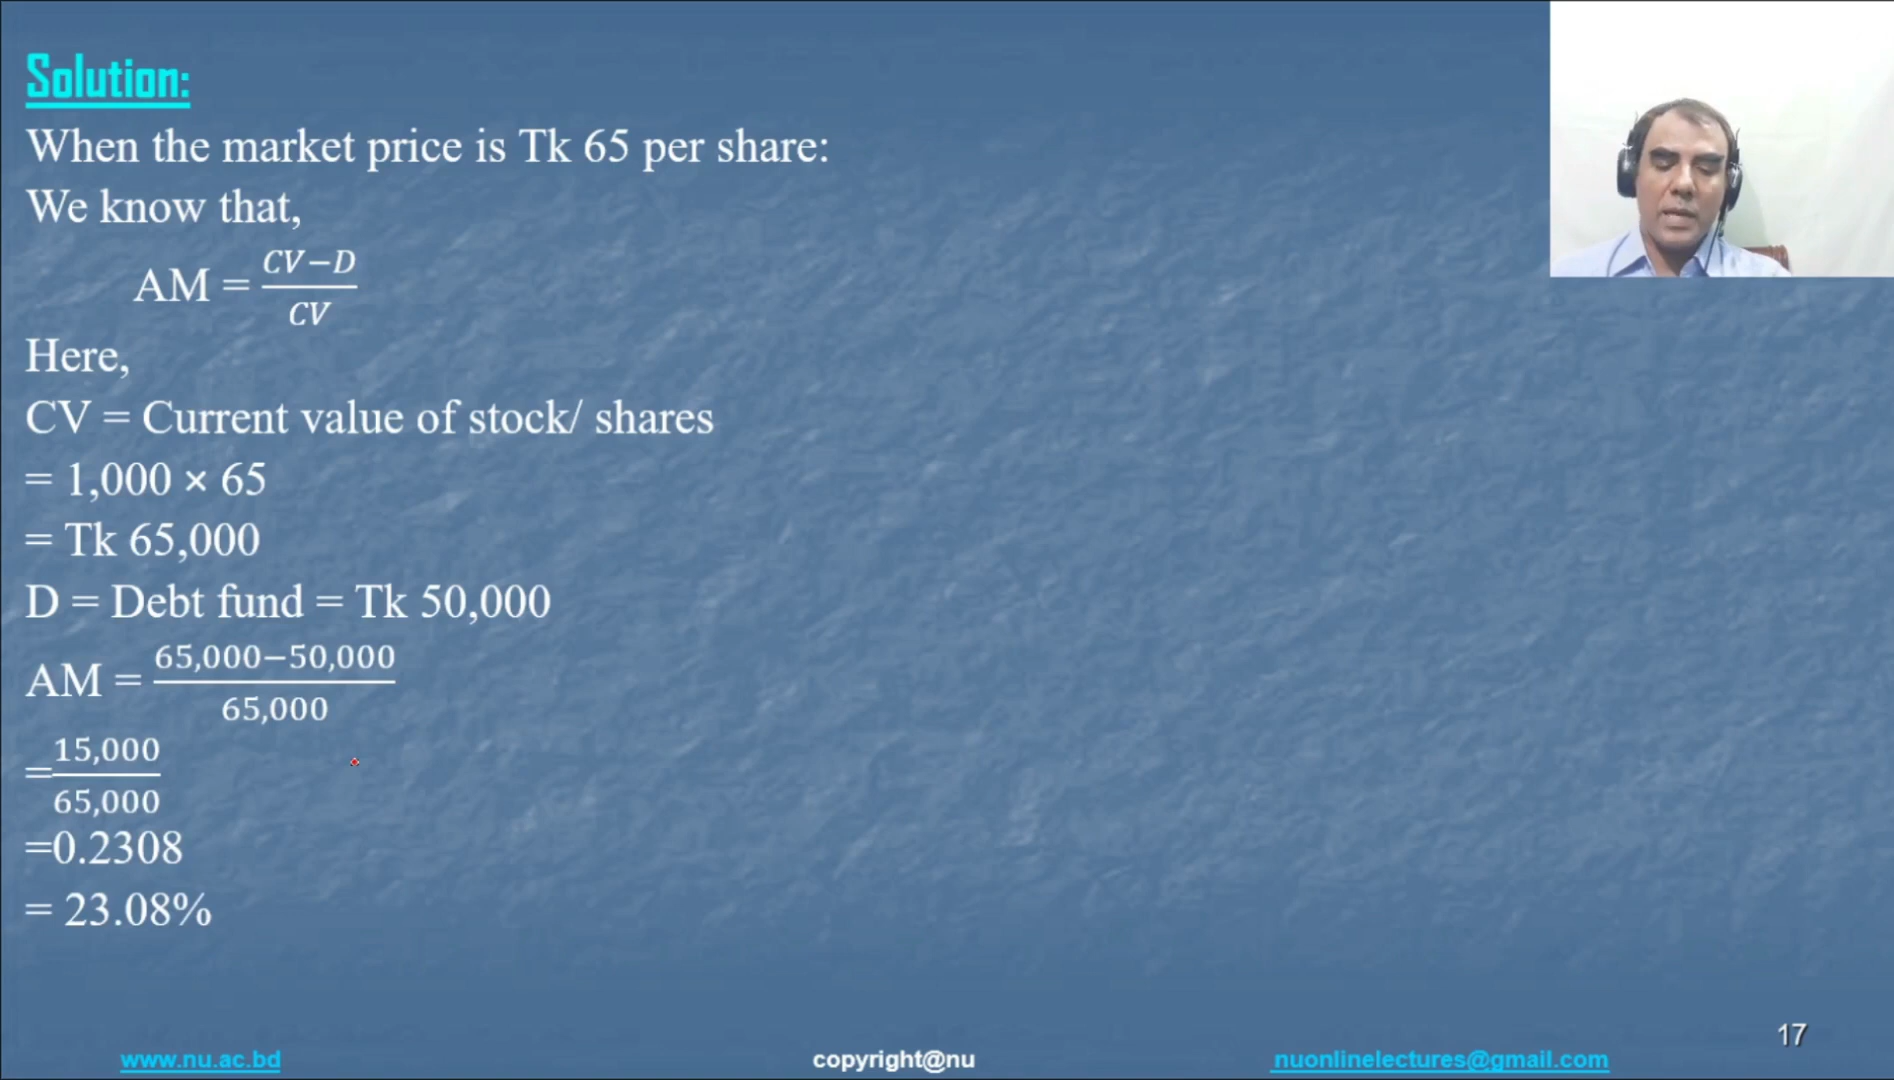 Solution:
When the market price is Tk 65 per share:
We know that,
AM = CV−D / CV
Here,
CV = Current value of stock/ shares
= 1,000 × 65
= Tk 65,000
D = Debt fund = Tk 50,000
AM = 65,000−50,000 / 65,000
= 15,000 / 65,000
=0.2308
= 23.08%
17
www.nu.ac.bd copyright@nu nuonlinelectures@gmail.com